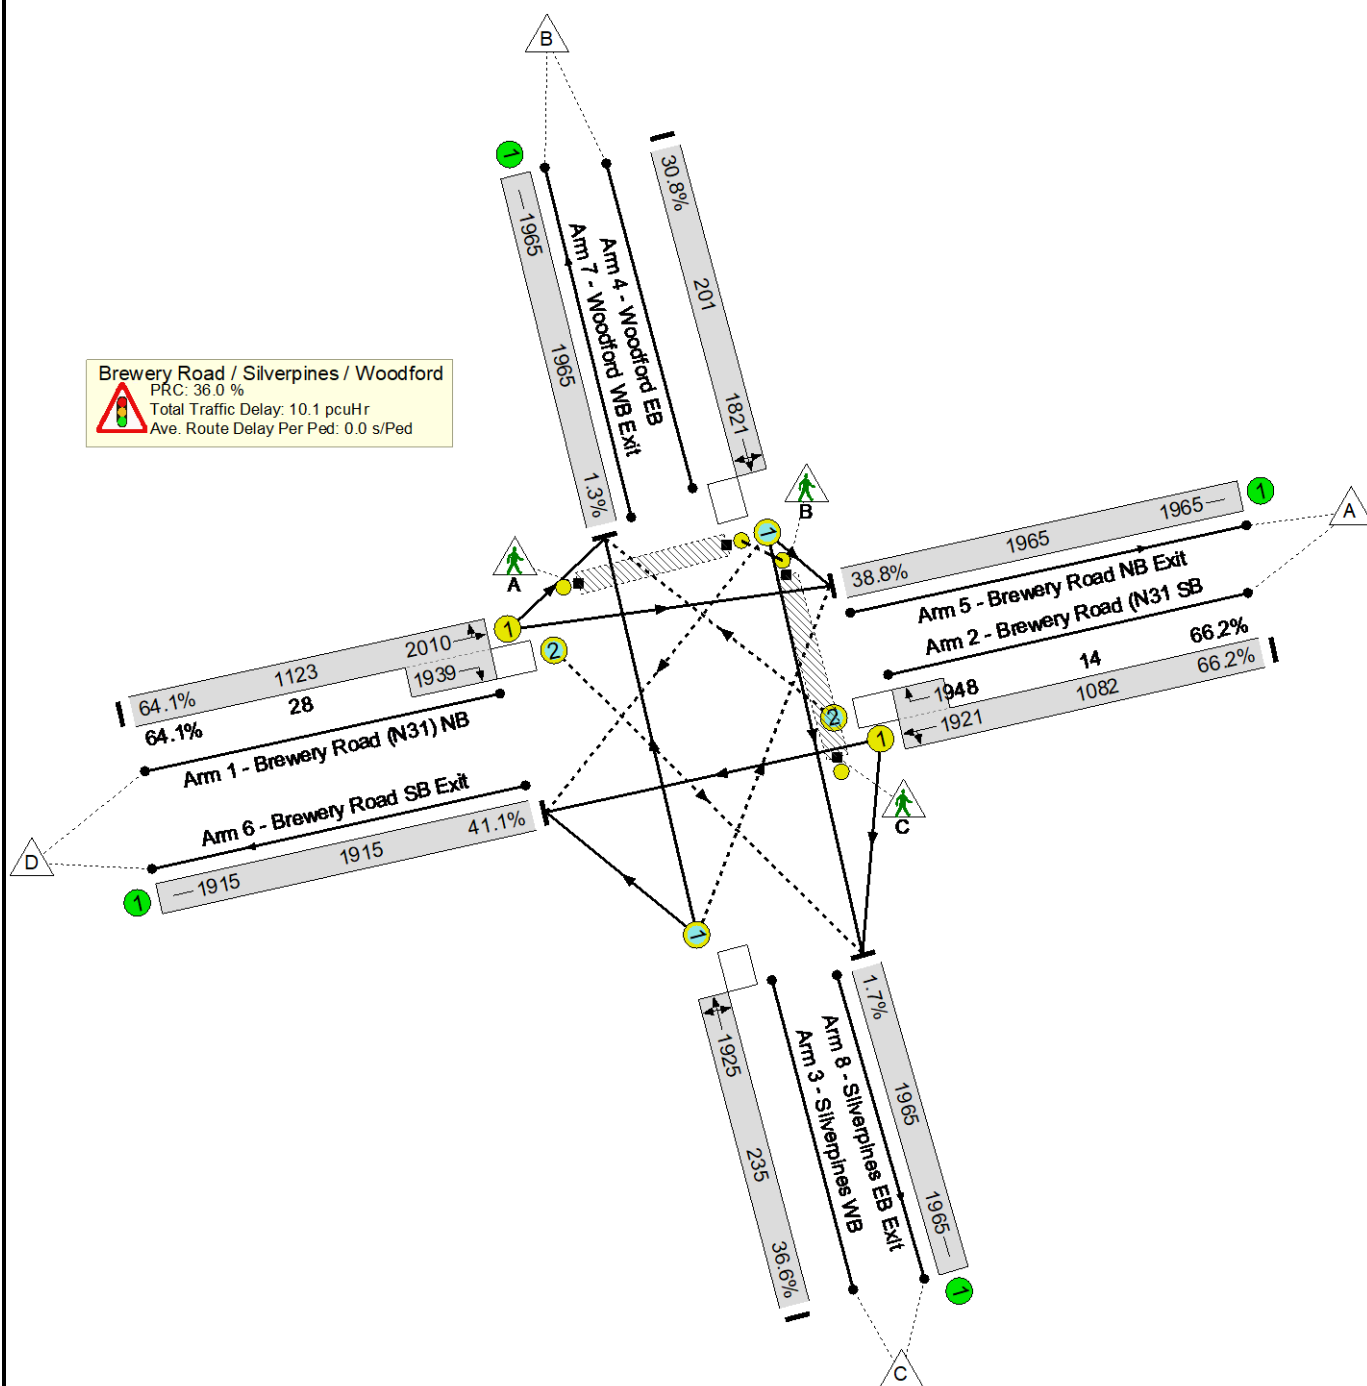 B
1
1965
1965
1.3%
Arm 7 - Woodford WB Exit
Arm 4 - Woodford EB
30.8%
201
1821
Brewery Road / Silverpines / Woodford
PRC: 36.0 %
Total Traffic Delay: 10.1 pcuHr
Ave. Route Delay Per Ped: 0.0 s/Ped
A
B
1
1
A
1965
1965
38.8%
Arm 5 - Brewery Road NB Exit
Arm 2 - Brewery Road (N31 SB
66.2%
14
66.2%
1082
1948
1921
2
1
C
1
2
2010
1939
1123
64.1%
28
64.1%
Arm 1 - Brewery Road (N31) NB
Arm 6 - Brewery Road SB Exit
41.1%
1915
1915
D
1
1
1925
235
36.6%
Arm 3 - Silverpines WB
Arm 8 - Silverpines EB Exit
1.7%
1965
1965
1
C